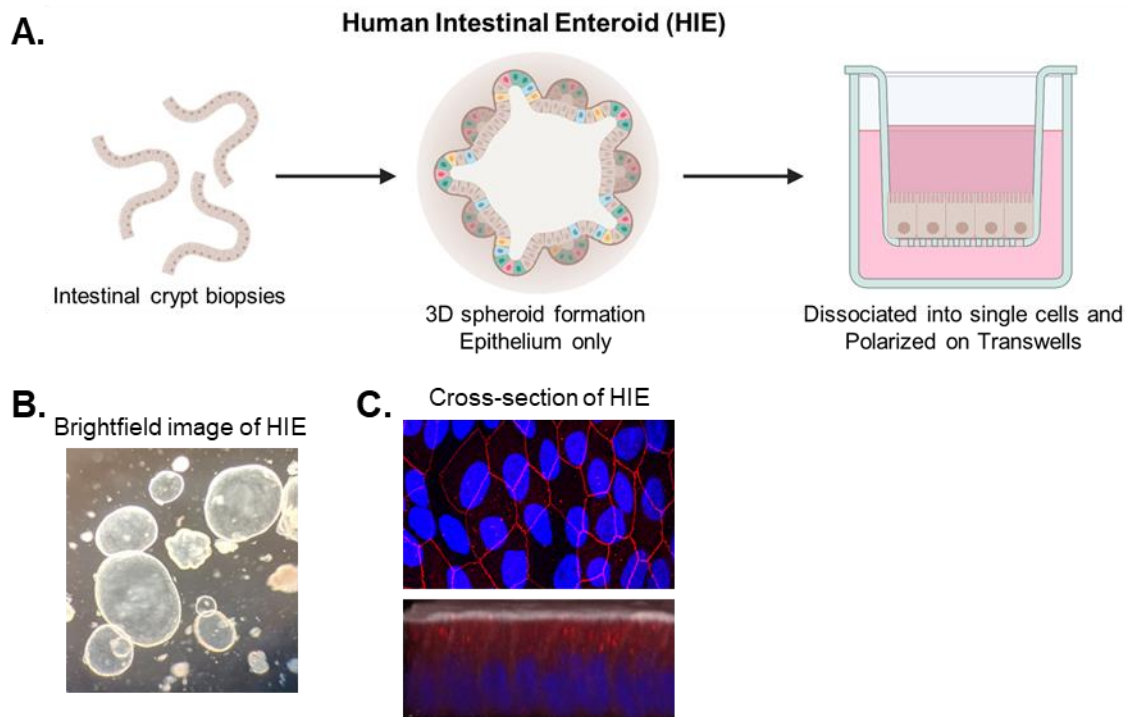 A.
Human Intestinal Enteroid (HIE)
Intestinal crypt biopsies
3D spheroid formation
Epithelium only
Dissociated into single cells and
Polarized on Transwells
B.
Brightfield image of HIE
C.
Cross-section of HIE